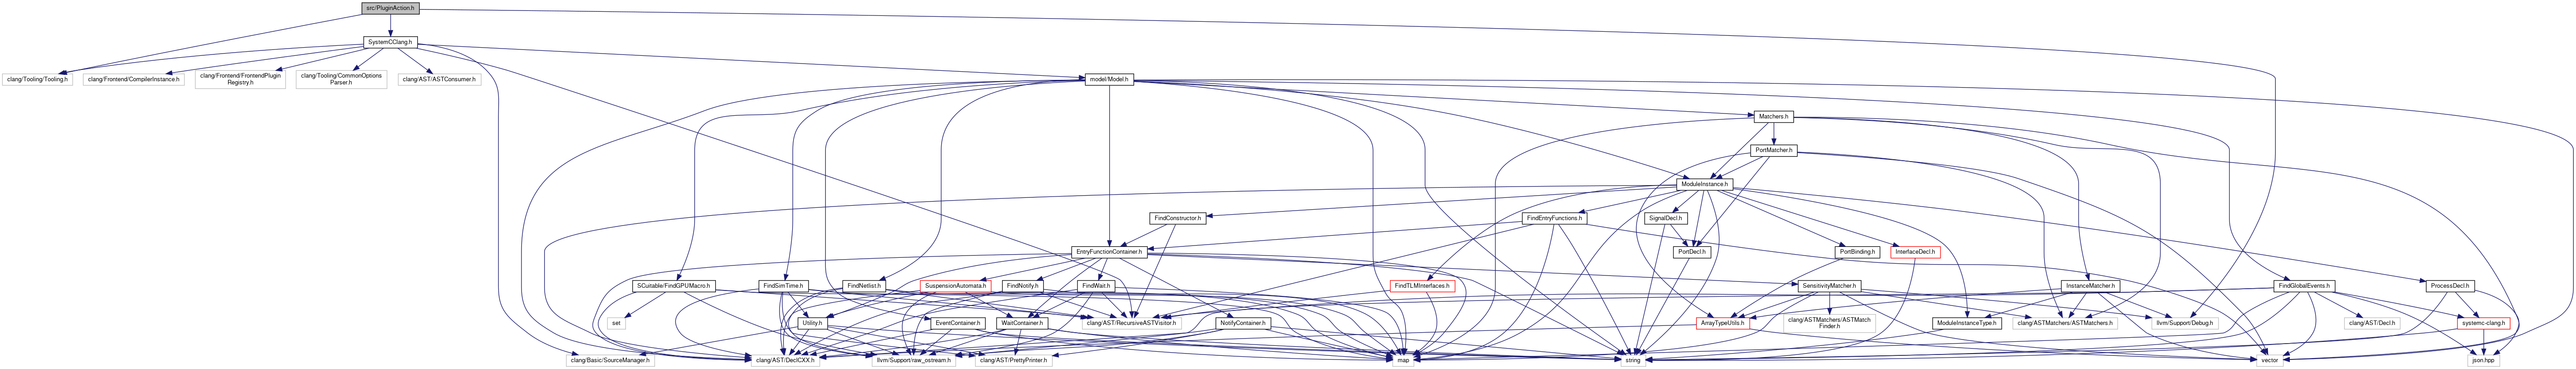 src/PluginAction.h
SystemCClang.h
clang/Tooling/Tooling.h
clang/Frontend/CompilerInstance.h
clang/Frontend/FrontendPlugin
Registry.h
clang/Tooling/CommonOptions
Parser.h
clang/AST/ASTConsumer.h
model/Model.h
Matchers.h
PortMatcher.h
ModuleInstance.h
FindConstructor.h
FindEntryFunctions.h
SignalDecl.h
EntryFunctionContainer.h
PortDecl.h
PortBinding.h
InterfaceDecl.h
SCuitable/FindGPUMacro.h
FindSimTime.h
FindNetlist.h
SuspensionAutomata.h
FindNotify.h
FindWait.h
FindTLMInterfaces.h
SensitivityMatcher.h
InstanceMatcher.h
FindGlobalEvents.h
ProcessDecl.h
set
Utility.h
EventContainer.h
WaitContainer.h
clang/AST/RecursiveASTVisitor.h
NotifyContainer.h
ArrayTypeUtils.h
clang/ASTMatchers/ASTMatch
Finder.h
ModuleInstanceType.h
clang/ASTMatchers/ASTMatchers.h
llvm/Support/Debug.h
clang/AST/Decl.h
systemc-clang.h
clang/Basic/SourceManager.h
clang/AST/DeclCXX.h
llvm/Support/raw_ostream.h
clang/AST/PrettyPrinter.h
map
string
vector
json.hpp